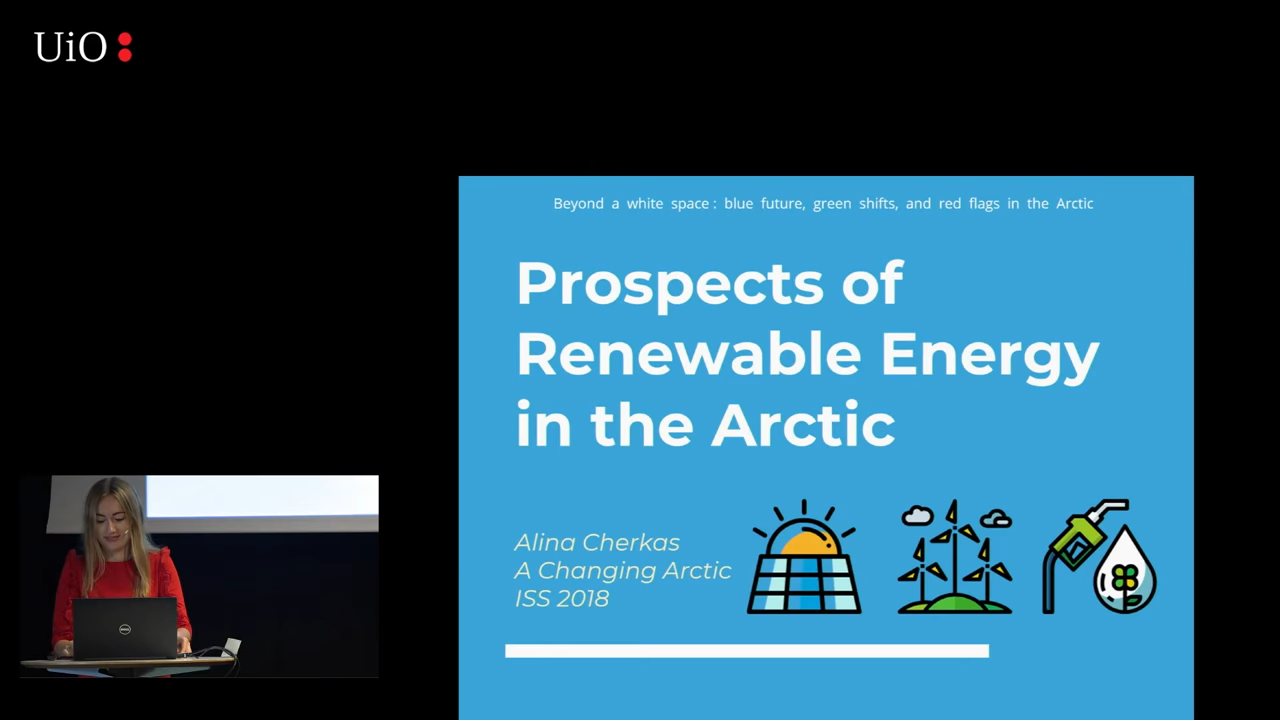 UiO
Beyond a white space : blue future, green shifts, and red flags in the Arctic
Prospects of
Renewable Energy
in the Arctic
Alina Cherkas
A Changing Arctic
ISS 2018
DELL